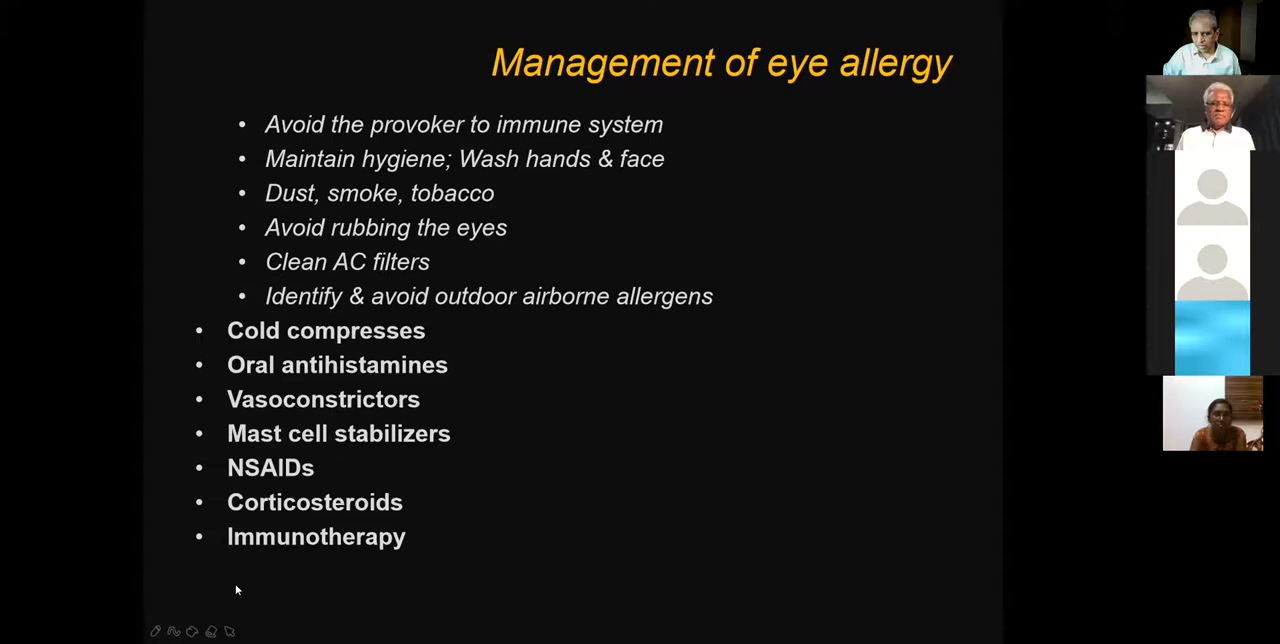 Management of eye allergy
• Avoid the provoker to immune system
• Maintain hygiene; Wash hands & face
• Dust, smoke, tobacco
• Avoid rubbing the eyes
• Clean AC filters
• Identify & avoid outdoor airborne allergens
• Cold compresses
• Oral antihistamines
• Vasoconstrictors
• Mast cell stabilizers
• NSAIDs
• Corticosteroids
• Immunotherapy